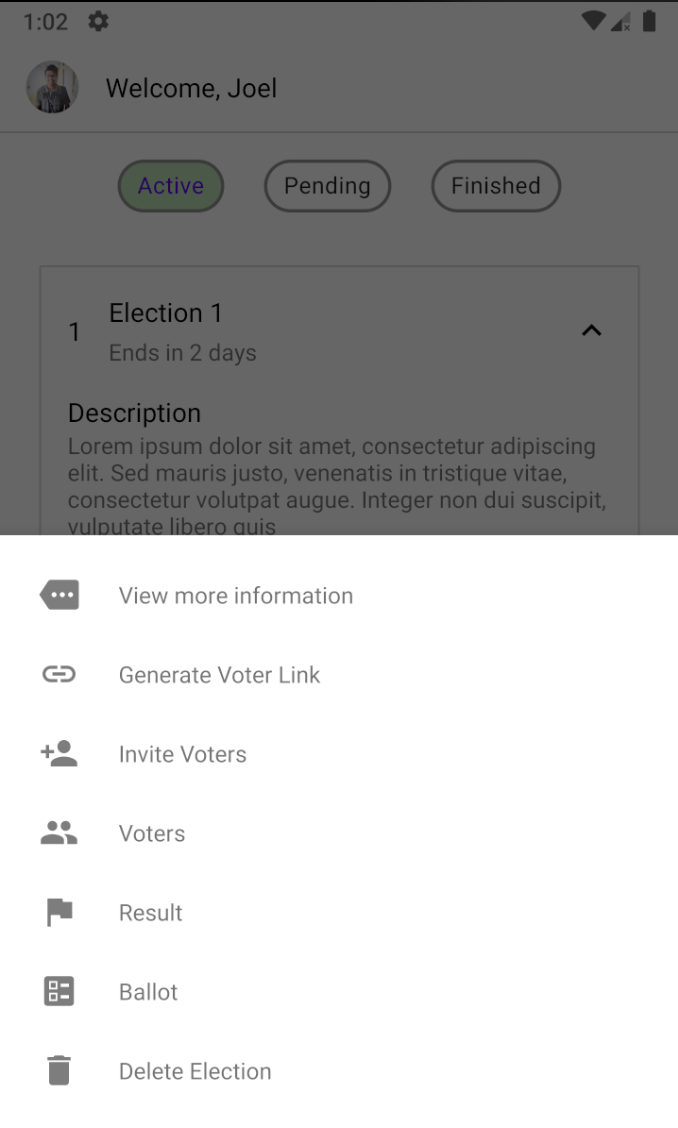 1:02
Welcome, Joel
Active
Pending
Finished
1
Election 1
Ends in 2 days
Description
Lorem ipsum dolor sit amet, consectetur adipiscing
elit. Sed mauris justo, venenatis in tristique vitae,
consectetur volutpat augue. Integer non dui suscipit,
vulputate libero quis
View more information
Generate Voter Link
Invite Voters
Voters
Result
Ballot
Delete Election